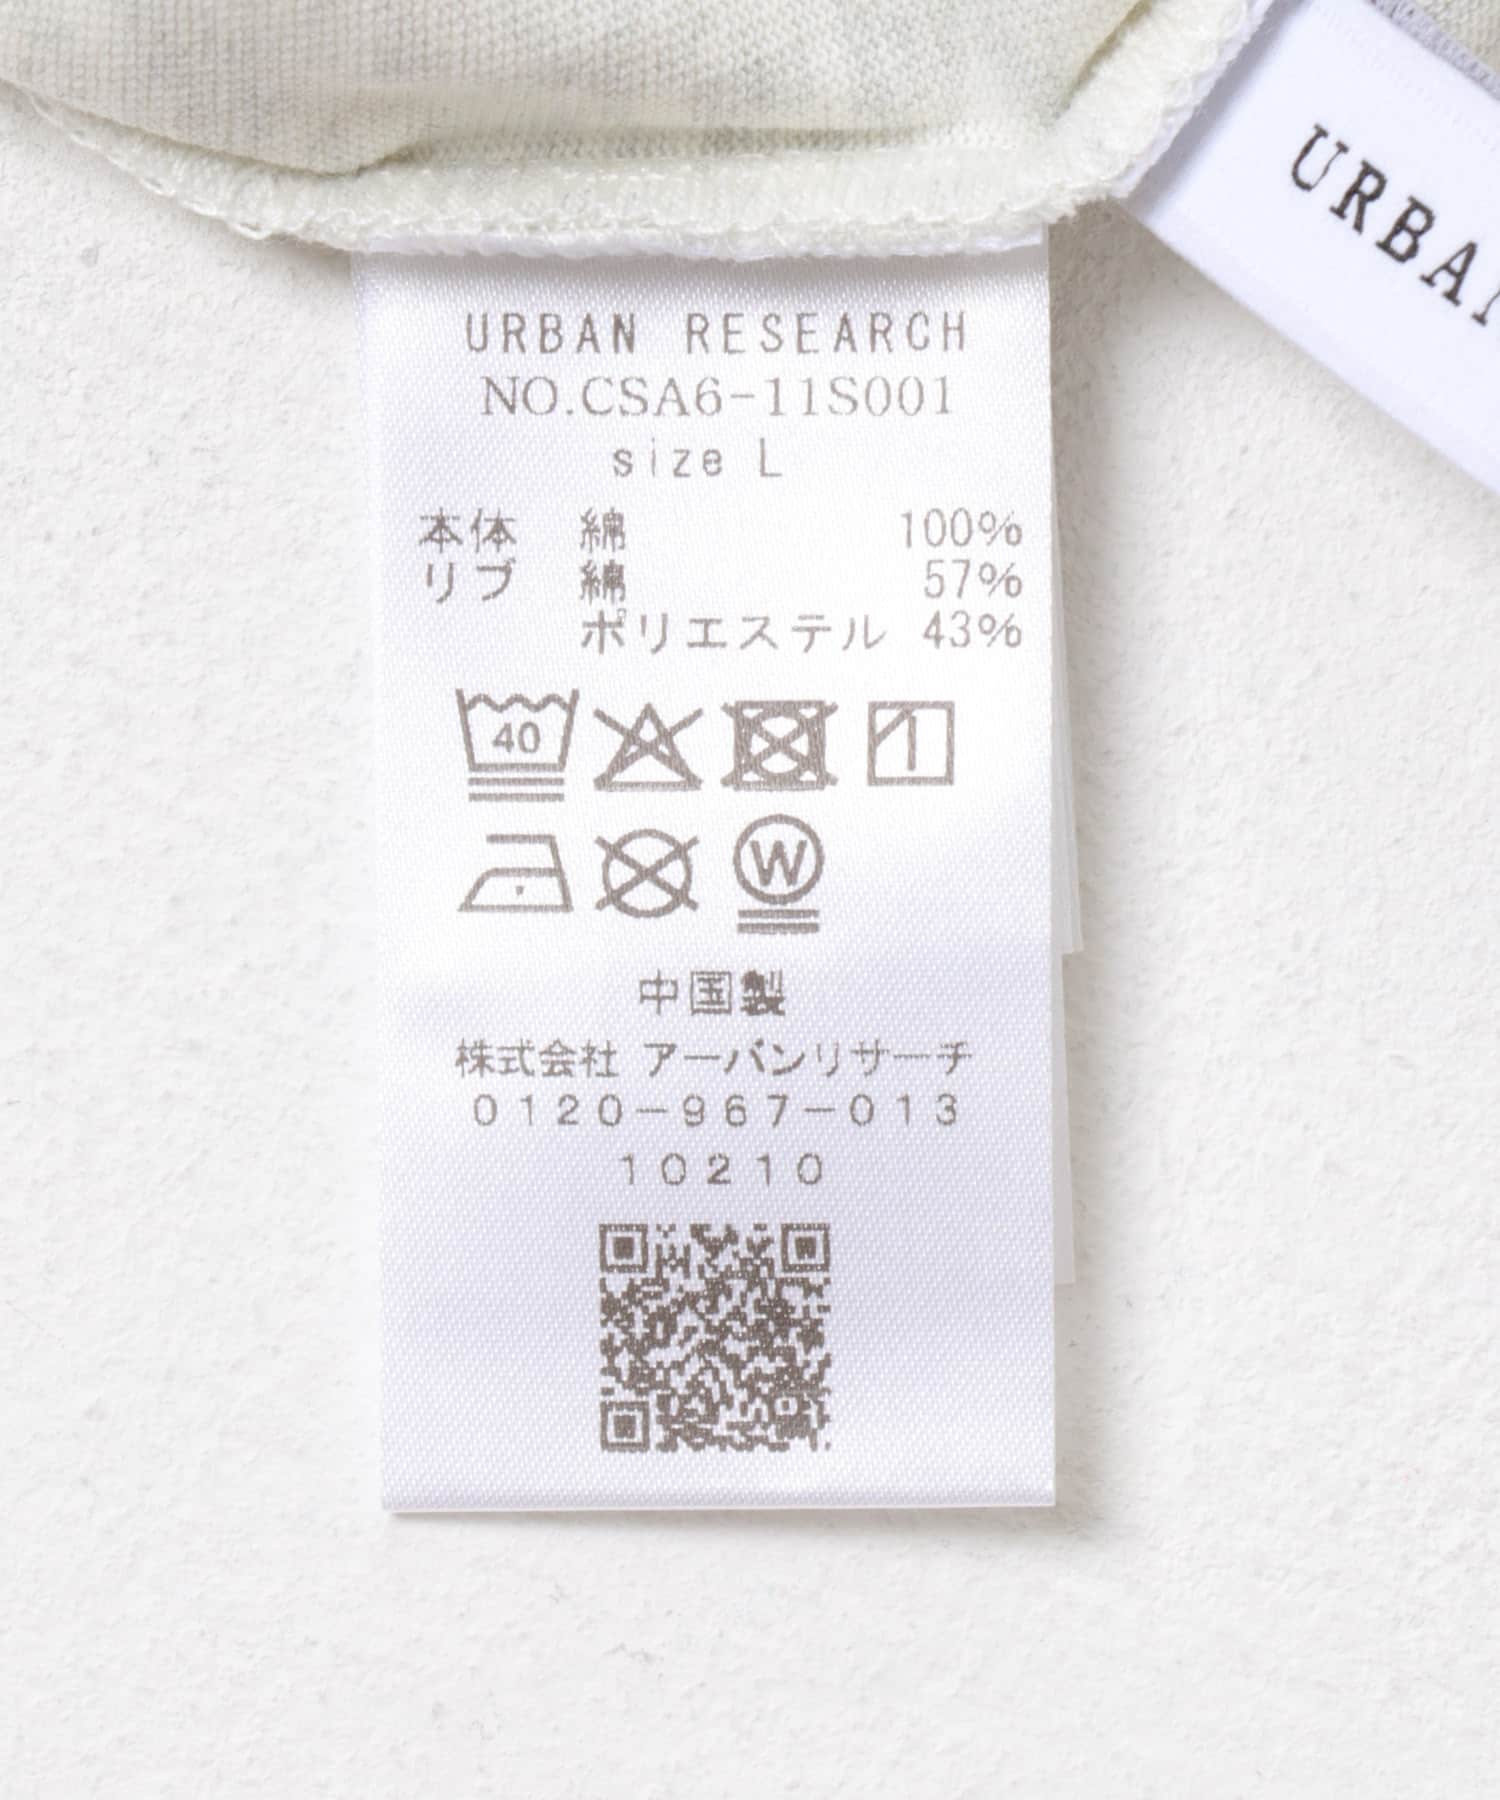 URBAN RESEARCH
NO.CSA6-11S001
size L
本体 綿 100%
リブ 綿 57%
ポリエステル 43%
40
W
中国製
株式会社 アーバンリサーチ
0120-967-013
10210
URBAN